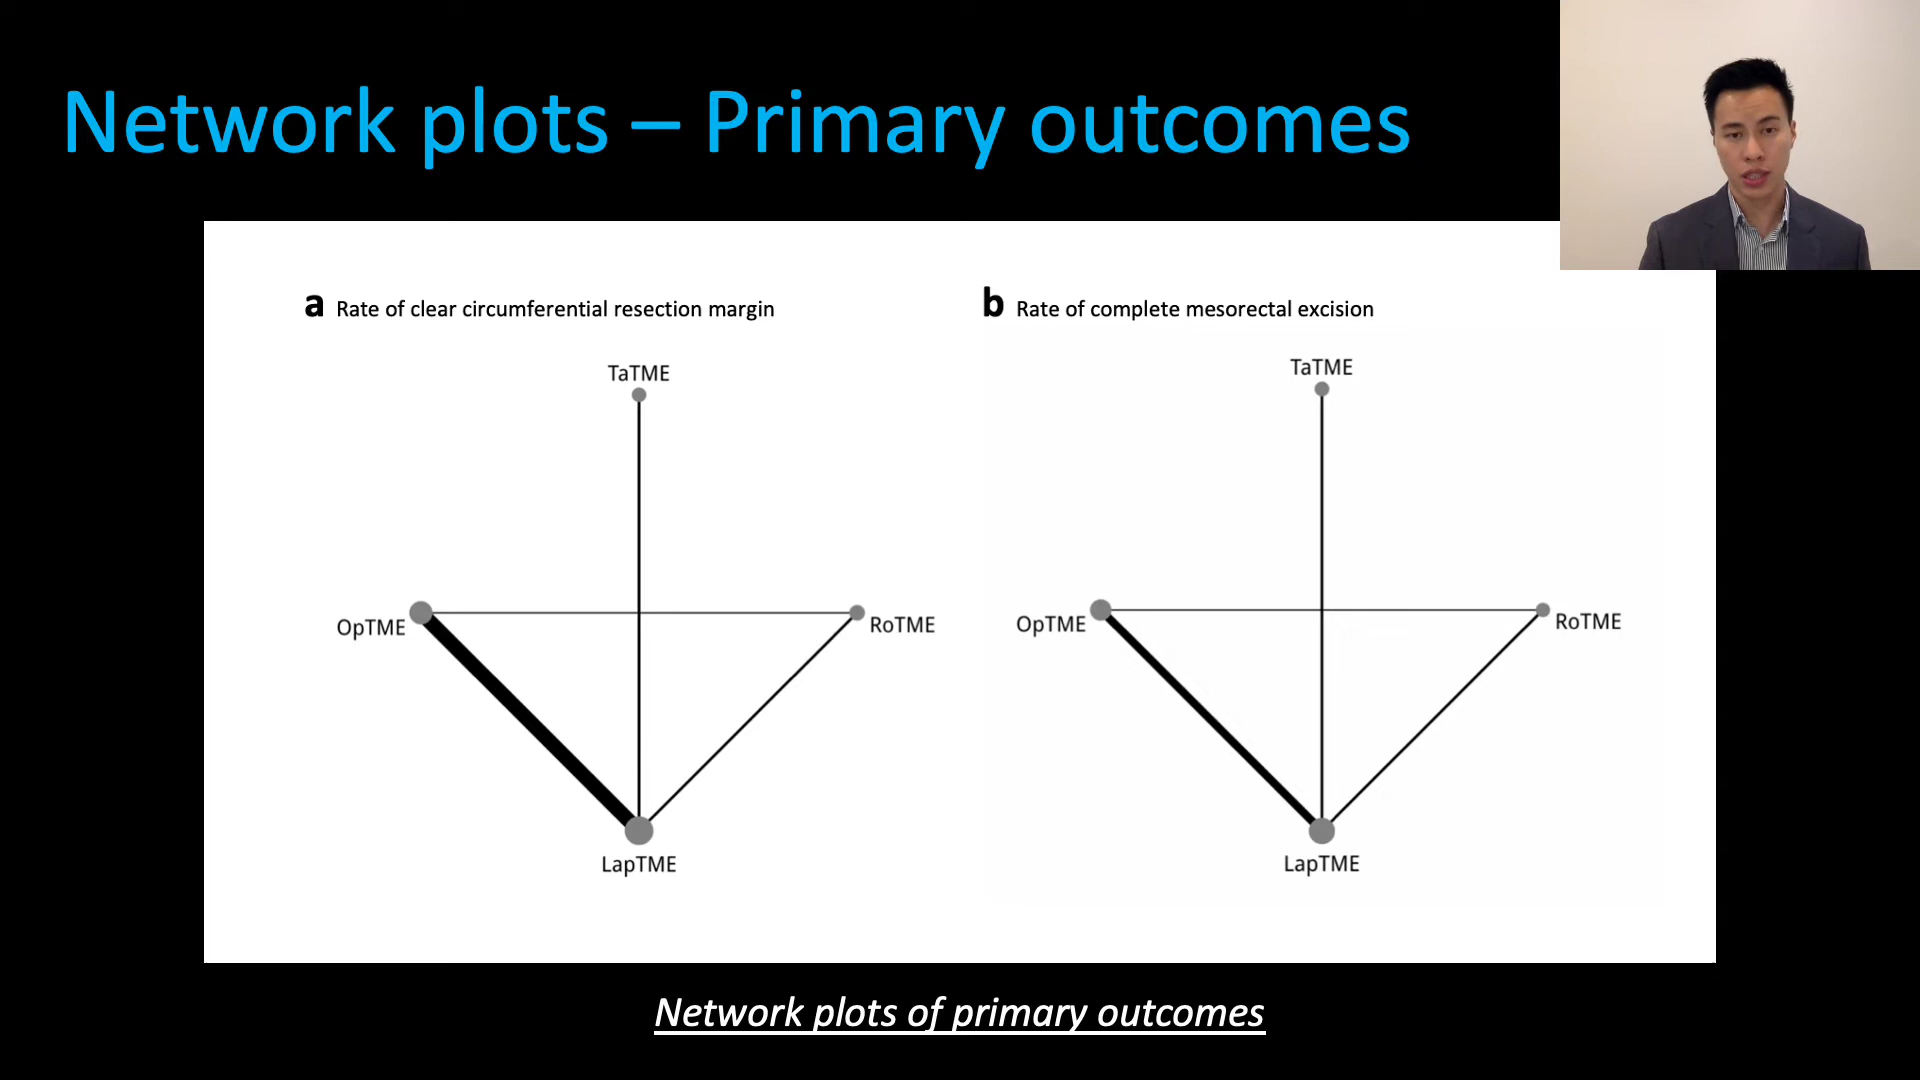 Network plots – Primary outcomes
a Rate of clear circumferential resection margin
TaTME
OpTME
RoTME
LapTME
b Rate of complete mesorectal excision
TaTME
OpTME
RoTME
LapTME
Network plots of primary outcomes